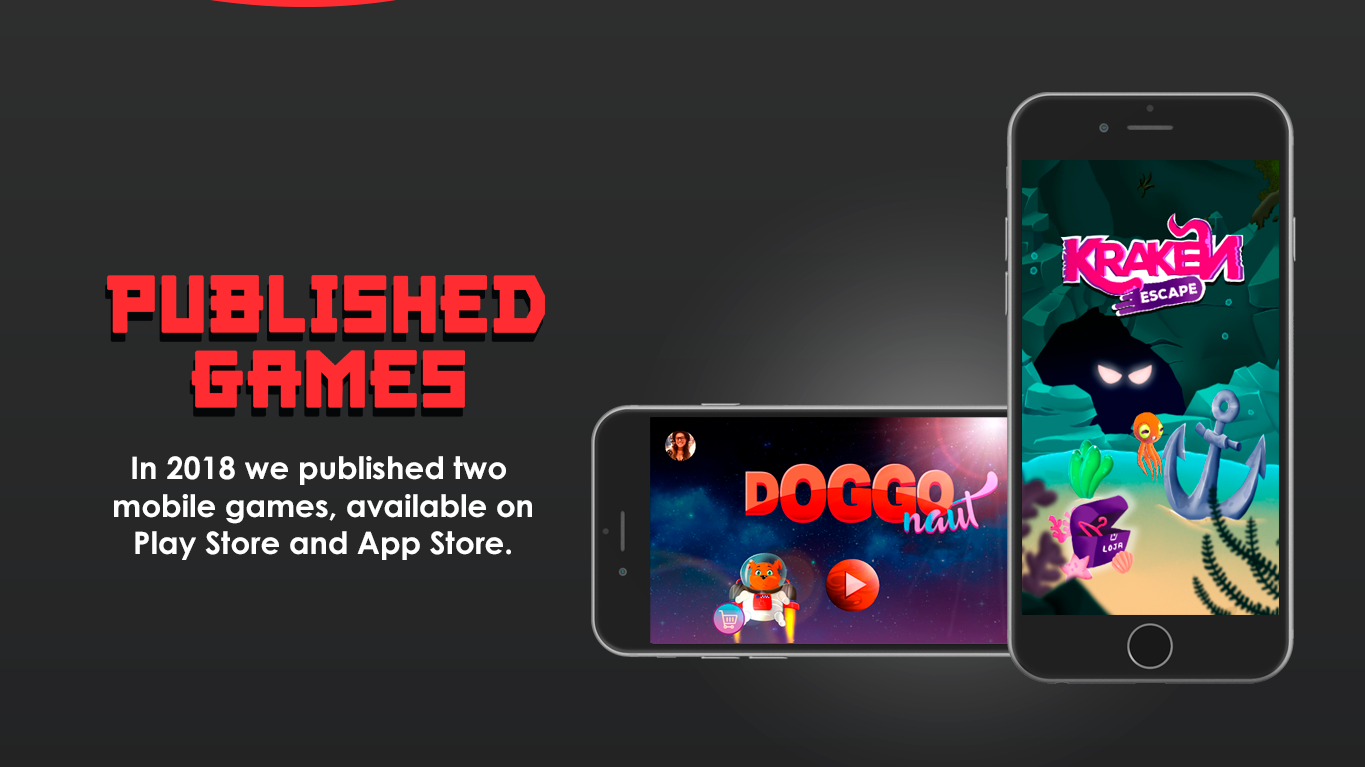 PUBLISHED
GAMES
In 2018 we published two
mobile games, available on
Play Store and App Store.
DOGGO
naut
KRAKEN
ESCAPE
LOJA